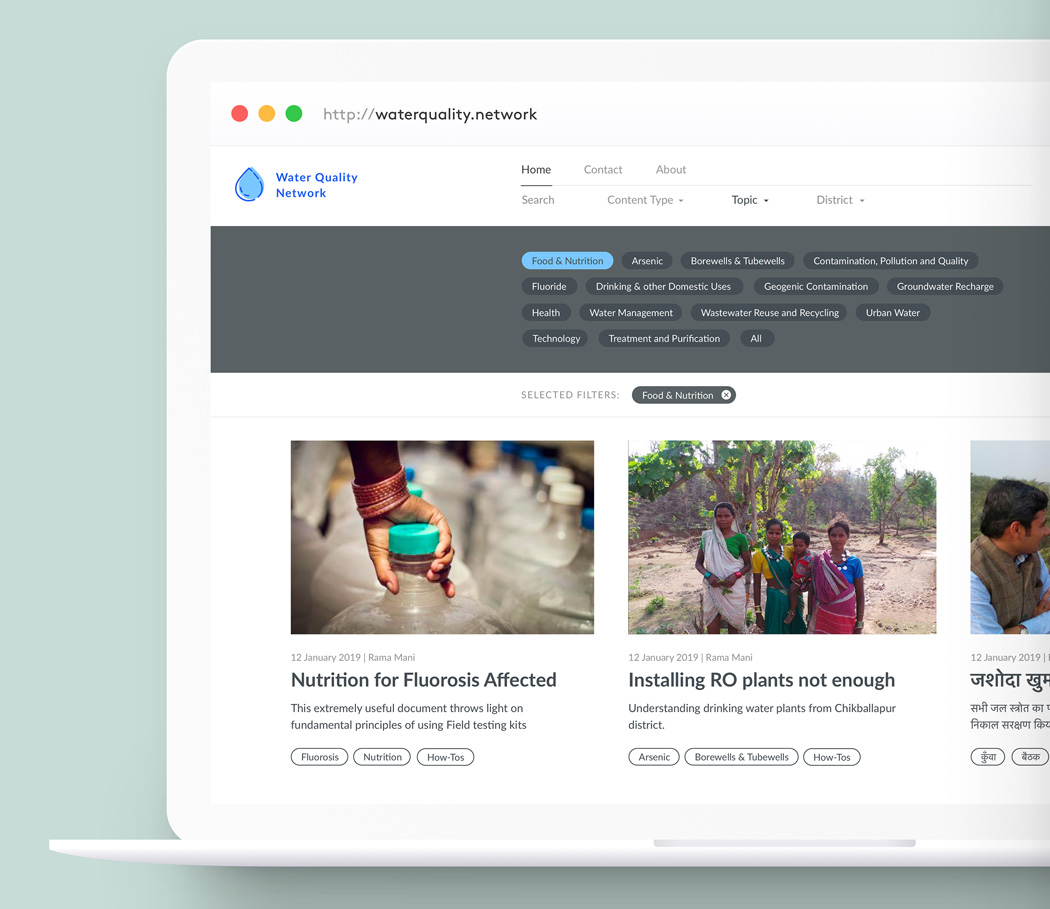 http://waterquality.network
Water Quality
Network
Home Contact About
Search Content Type Topic District
Food & Nutrition Arsenic Borewells & Tubewells Contamination, Pollution and Quality
Fluoride Drinking & other Domestic Uses Geogenic Contamination Groundwater Recharge
Health Water Management Wastewater Reuse and Recycling Urban Water
Technology Treatment and Purification All
SELECTED FILTERS: Food & Nutrition
12 January 2019 | Rama Mani
Nutrition for Fluorosis Affected
This extremely useful document throws light on
fundamental principles of using Field testing kits
Fluorosis Nutrition How-Tos
12 January 2019 | Rama Mani
Installing RO plants not enough
Understanding drinking water plants from Chikballapur
district.
Arsenic Borewells & Tubewells How-Tos
12 January 2019 |
जशोदा
सभी जल स्त्रोत का
निकाल सरक्षण
कुँवा बैठक